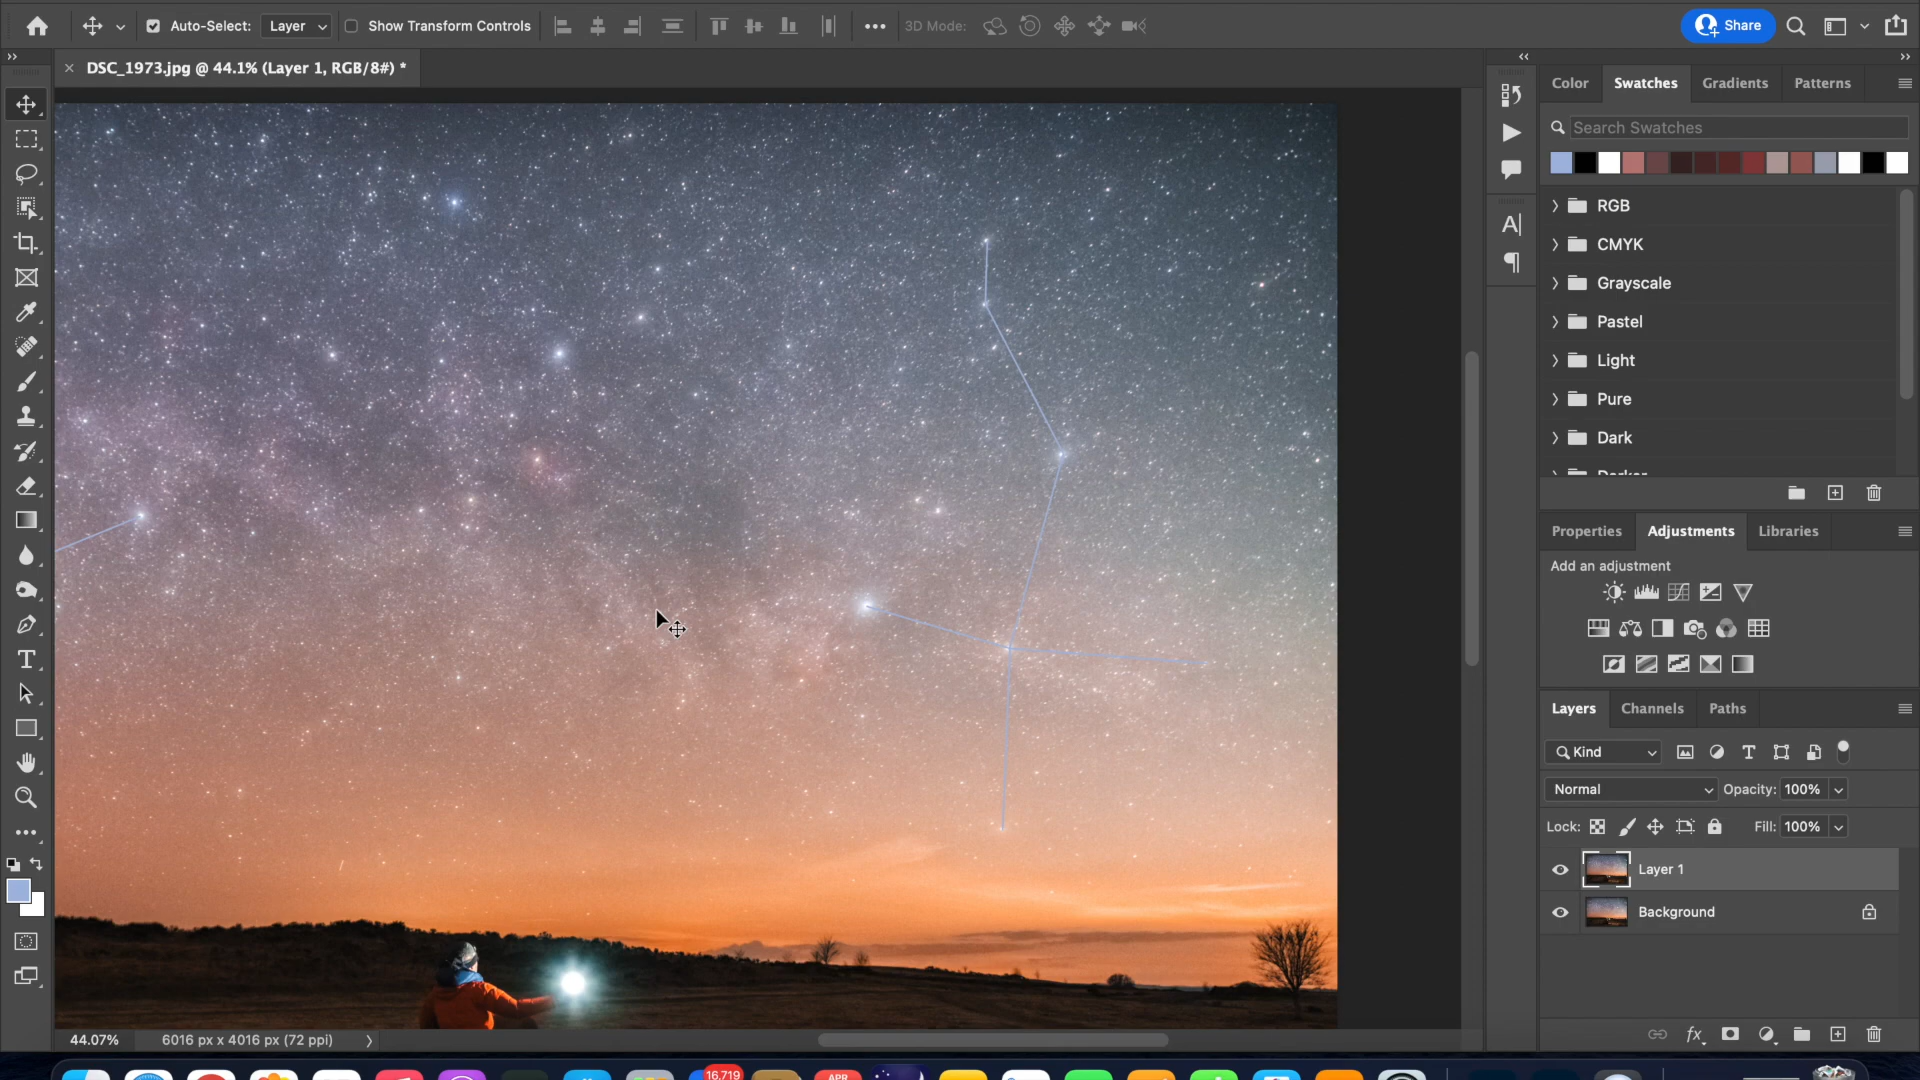 Auto-Select: Layer Show Transform Controls 3D Mode: Share
DSC_1973.jpg @ 44.1% (Layer 1, RGB/8#) *
Color Swatches Gradients Patterns
Search Swatches
RGB
CMYK
Grayscale
Pastel
Light
Pure
Dark
Darker
Properties Adjustments Libraries
Add an adjustment
Layers Channels Paths
Kind
Normal Opacity: 100%
Lock: Fill: 100%
Layer 1
Background
44.07% 6016 px x 4016 px (72 ppi)
16,719
APR